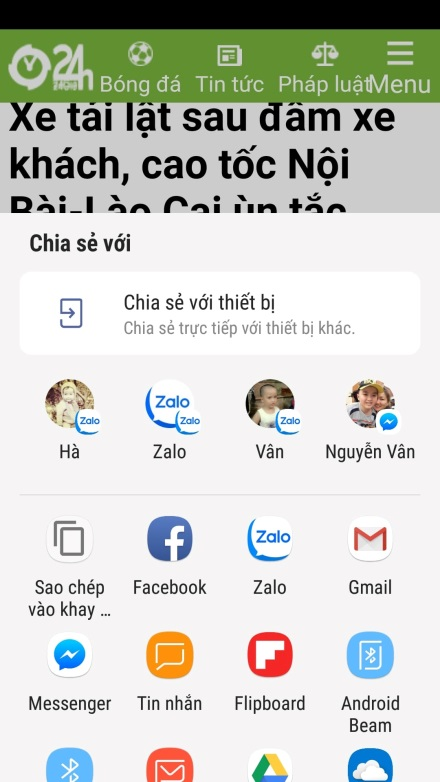 24h
Bóng đá Tin tức Pháp luật Menu
Xe tải lật sau đâm xe
khách, cao tốc Nội
Bài-Lào Cai ùn tắc
Chia sẻ với
Chia sẻ với thiết bị
Chia sẻ trực tiếp với thiết bị khác.
Zalo Zalo Zalo Zalo
Hà Zalo Vân Nguyễn Vân
Zalo
Sao chép Facebook Zalo Gmail
vào khay ...
Messenger Tin nhắn Flipboard Android
Beam